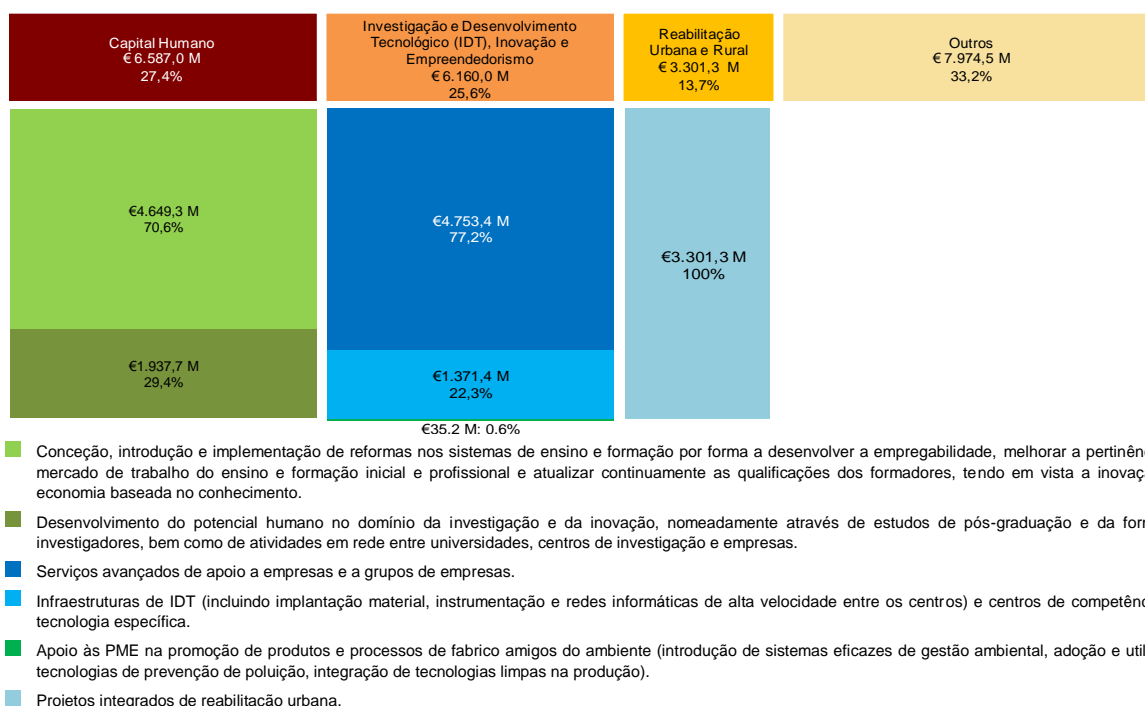 Capital Humano
€ 6.587,0 M
27,4%
Investigação e Desenvolvimento
Tecnológico (IDT), Inovação e
Empreendedorismo
€ 6.160,0 M
25,6%
Reabilitação
Urbana e Rural
€ 3.301,3 M
13,7%
Outros
€ 7.974,5 M
33,2%
€4.649,3 M
70,6%
€4.753,4 M
77,2%
€3.301,3 M
100%
€1.937,7 M
29,4%
€1.371,4 M
22,3%
€35.2 M: 0.6%
Conceção, introdução e implementação de reformas nos sistemas de ensino e formação por forma a desenvolver a empregabilidade, melhorar a pertinên
mercado de trabalho do ensino e formação inicial e profissional e atualizar continuamente as qualificações dos formadores, tendo em vista a inovaç
economia baseada no conhecimento.
Desenvolvimento do potencial humano no domínio da investigação e da inovação, nomeadamente através de estudos de pós-graduação e da form
investigadores, bem como de atividades em rede entre universidades, centros de investigação e empresas.
Serviços avançados de apoio a empresas e a grupos de empresas.
Infraestruturas de IDT (incluindo implantação material, instrumentação e redes informáticas de alta velocidade entre os centros) e centros de competênc
tecnologia específica.
Apoio às PME na promoção de produtos e processos de fabrico amigos do ambiente (introdução de sistemas eficazes de gestão ambiental, adoção e util
tecnologias de prevenção de poluição, integração de tecnologias limpas na produção).
Projetos integrados de reabilitação urbana.